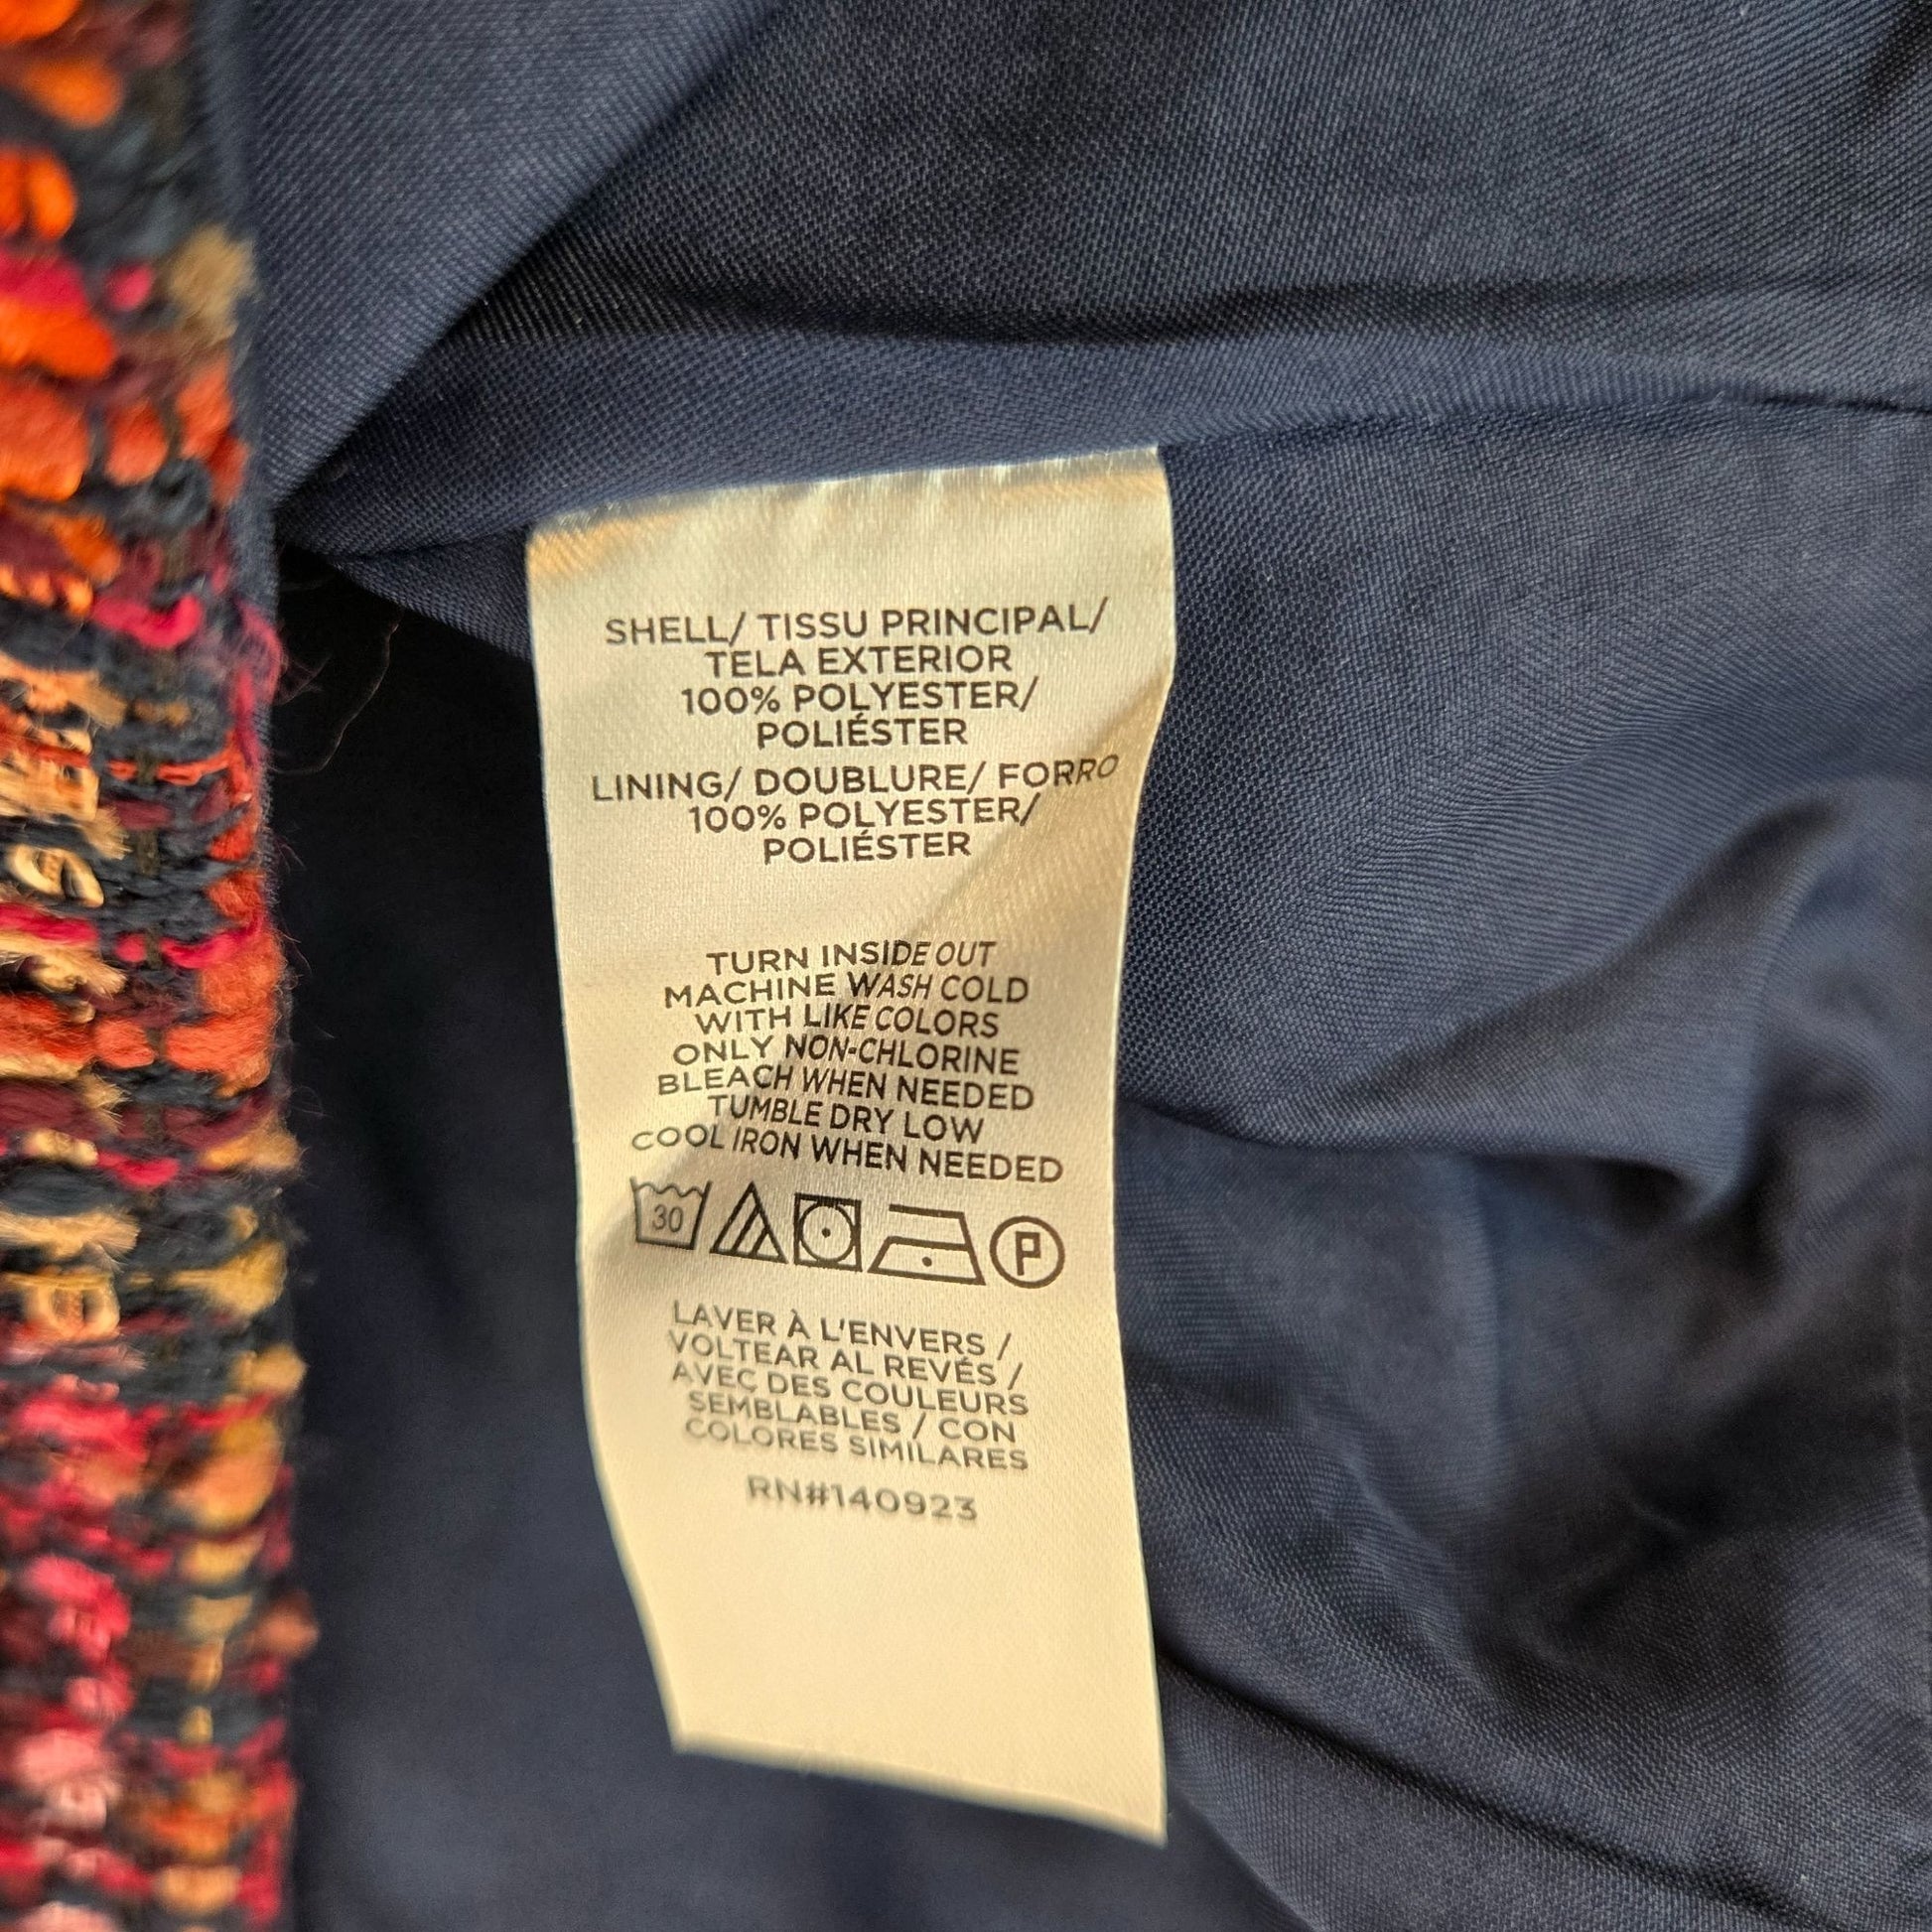 SHELL/ TISSU PRINCIPAL/
TELA EXTERIOR
100% POLYESTER/
POLIÉSTER
LINING/ DOUBLURE/ FORRO
100% POLYESTER/
POLIÉSTER
TURN INSIDE OUT
MACHINE WASH COLD
WITH LIKE COLORS
ONLY NON-CHLORINE
BLEACH WHEN NEEDED
TUMBLE DRY LOW
COOL IRON WHEN NEEDED
30 P
LAVER À L'ENVERS /
VOLTEAR AL REVÉS /
AVEC DES COULEURS
SEMBLABLES / CON
COLORES SIMILARES
RN#140923